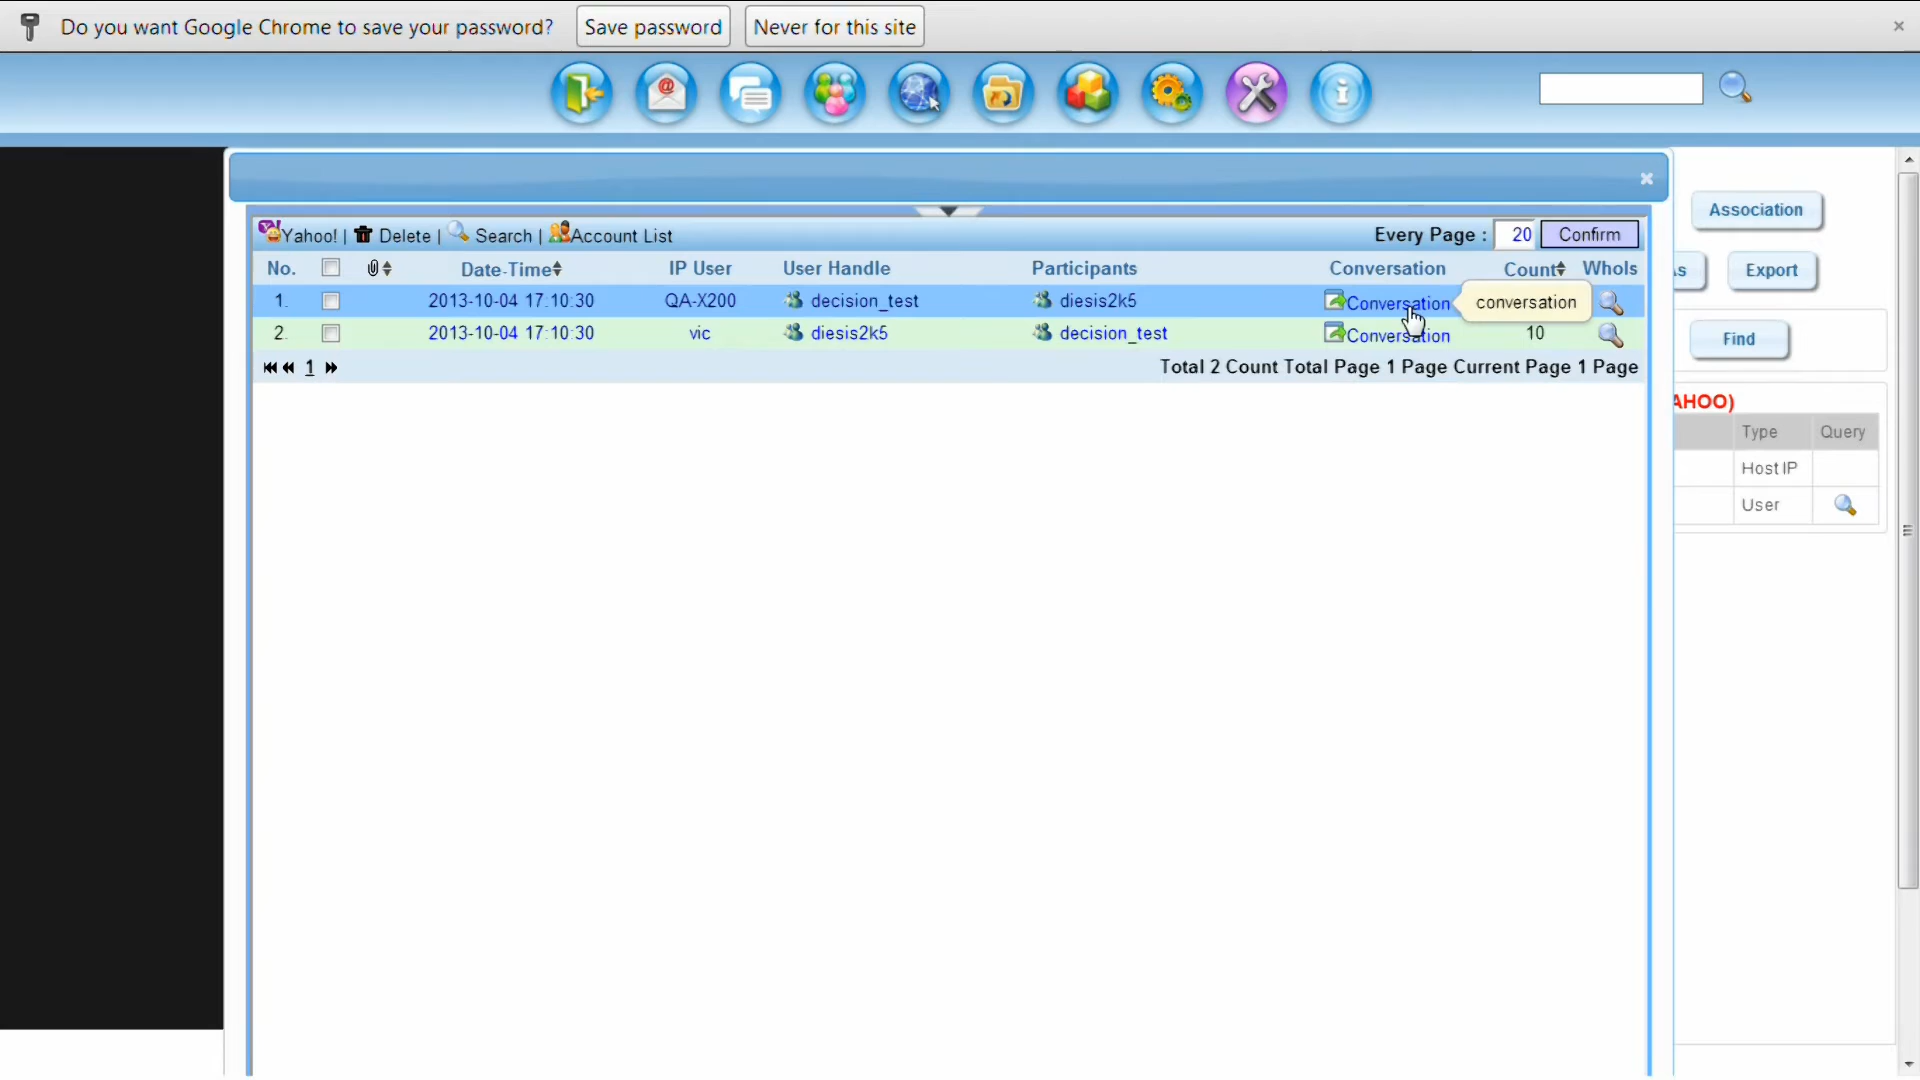 Do you want Google Chrome to save your password? Save password Never for this site
Association
Yahoo! | Delete | Search | Account List Every Page : 20 Confirm
No. Date-Time IP User User Handle Participants Conversation Count WhoIs
Export
1. 2013-10-04 17:10:30 QA-X200 decision_test diesis2k5 Conversation conversation
2. 2013-10-04 17:10:30 vic diesis2k5 decision_test Conversation 10
Find
1 Total 2 Count Total Page 1 Page Current Page 1 Page
AHOO)
Type Query
Host IP
User